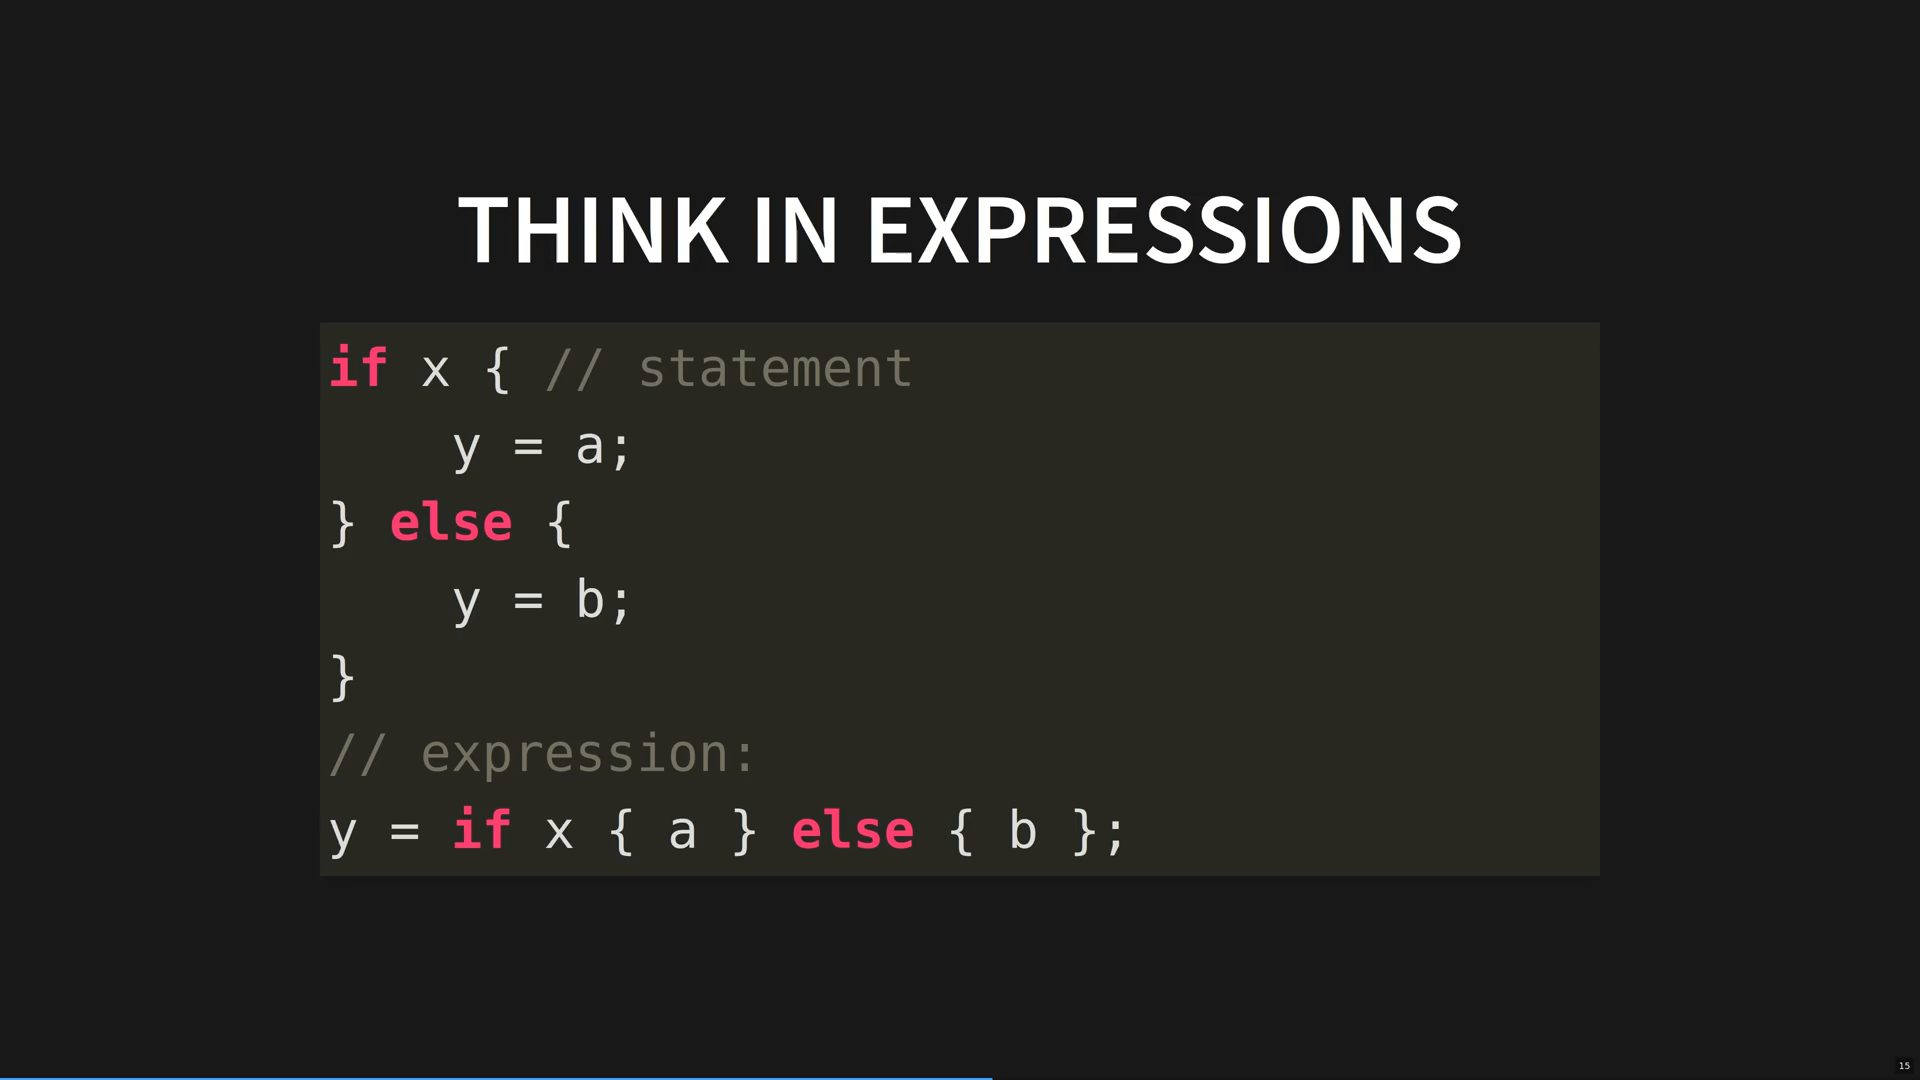 THINK IN EXPRESSIONS
if x { // statement
    y = a;
} else {
    y = b;
}
// expression:
y = if x { a } else { b };
15